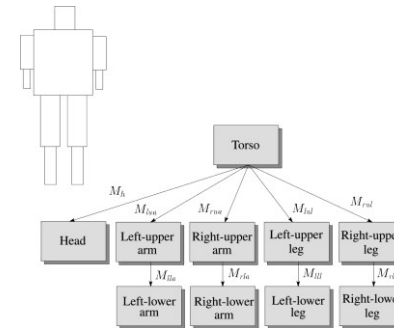 Torso
M_h
M_lua
M_rua
M_lul
M_rul
Head
Left-upper
arm
Right-upper
arm
Left-upper
leg
Right-upper
leg
M_lla
M_rla
M_lll
Left-lower
arm
Right-lower
arm
Left-lower
leg
Right-lower
leg